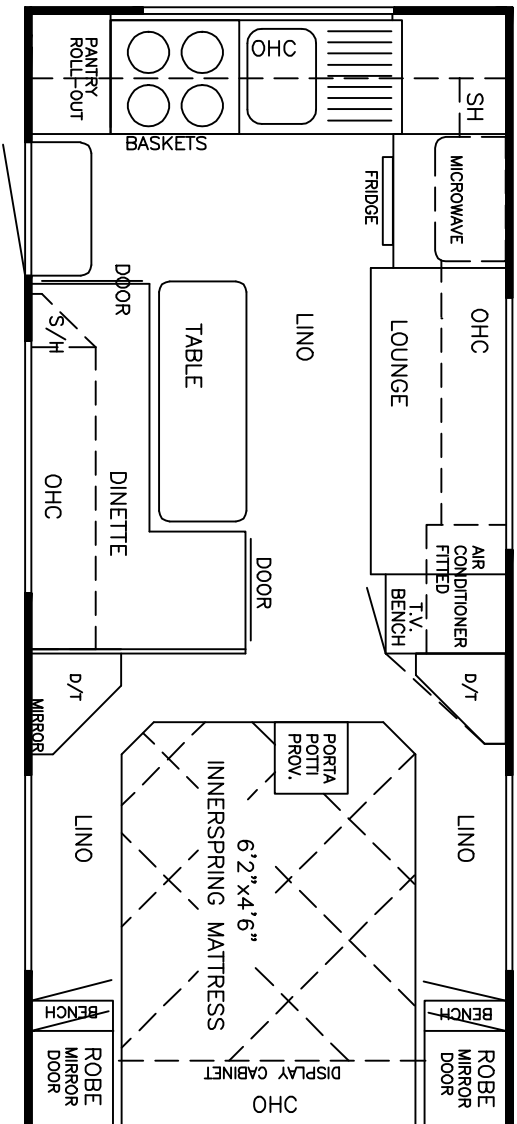 PANTRY
ROLL-OUT
OHC
SH
BASKETS
MICROWAVE
FRIDGE
DOOR
S/H
TABLE
LINO
LOUNGE
OHC
OHC
DINETTE
DOOR
AIR
CONDITIONER
FITTED
T.V.
BENCH
D/T
D/T
MIRROR
PORTA
POTTI
PROV.
LINO
LINO
6'2"x4'6"
INNERSPRING MATTRESS
BENCH
BENCH
DISPLAY CABINET
ROBE
MIRROR
DOOR
OHC
ROBE
MIRROR
DOOR